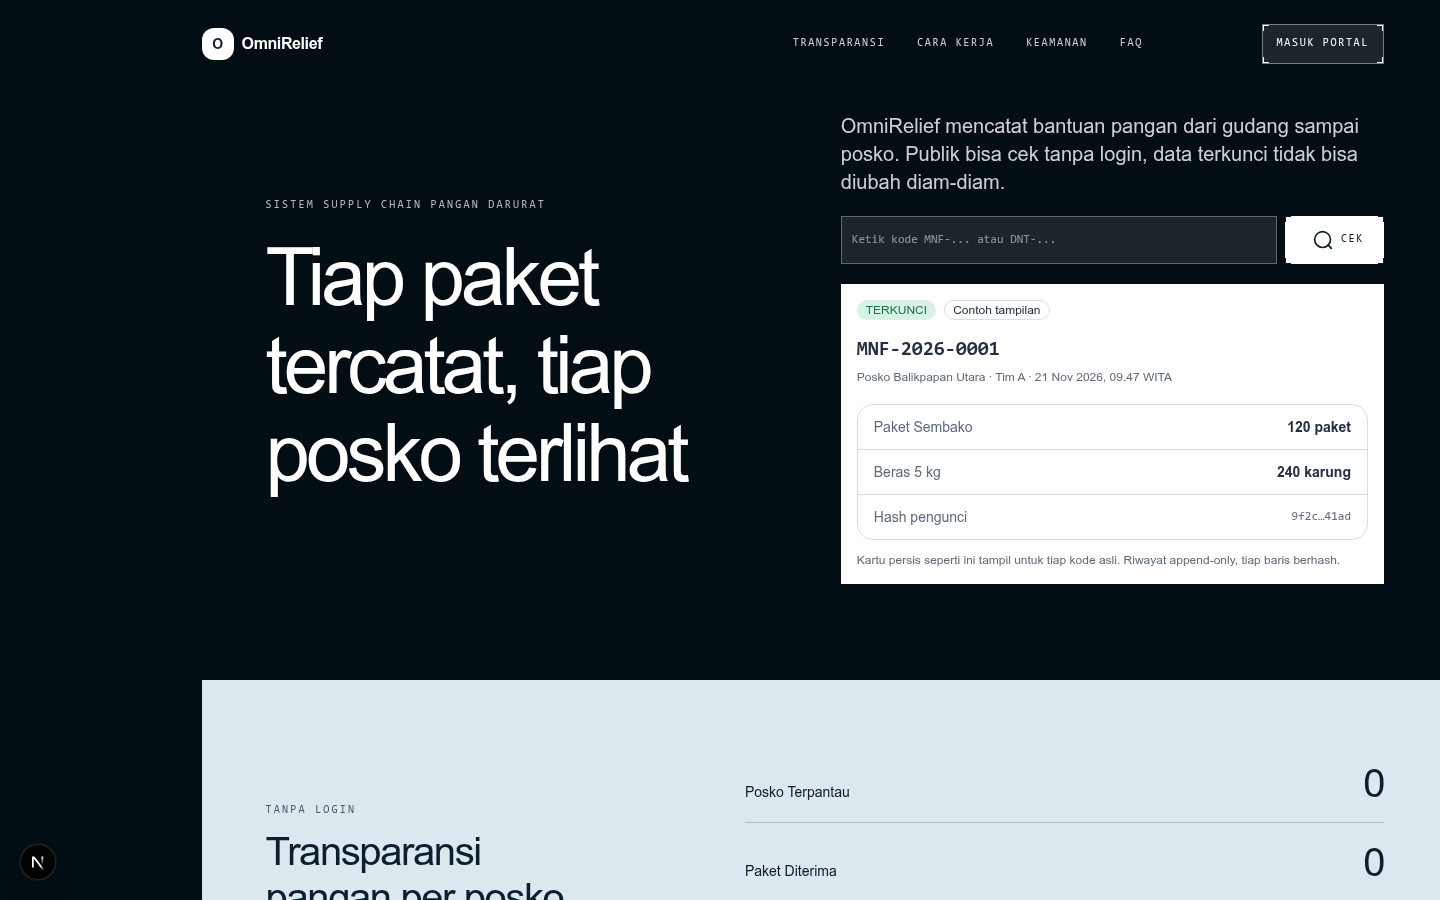 O OmniRelief
TRANSPARANSI CARA KERJA KEAMANAN FAQ
MASUK PORTAL
SISTEM SUPPLY CHAIN PANGAN DARURAT
Tiap paket
tercatat, tiap
posko terlihat
OmniRelief mencatat bantuan pangan dari gudang sampai
posko. Publik bisa cek tanpa login, data terkunci tidak bisa
diubah diam-diam.
Ketik kode MNF-... atau DNT-...
CEK
TERKUNCI Contoh tampilan
MNF-2026-0001
Posko Balikpapan Utara · Tim A · 21 Nov 2026, 09.47 WITA
Paket Sembako 120 paket
Beras 5 kg 240 karung
Hash pengunci 9f2c…41ad
Kartu persis seperti ini tampil untuk tiap kode asli. Riwayat append-only, tiap baris berhash.
TANPA LOGIN
Transparansi
pangan per posko
Posko Terpantau 0
Paket Diterima 0
N